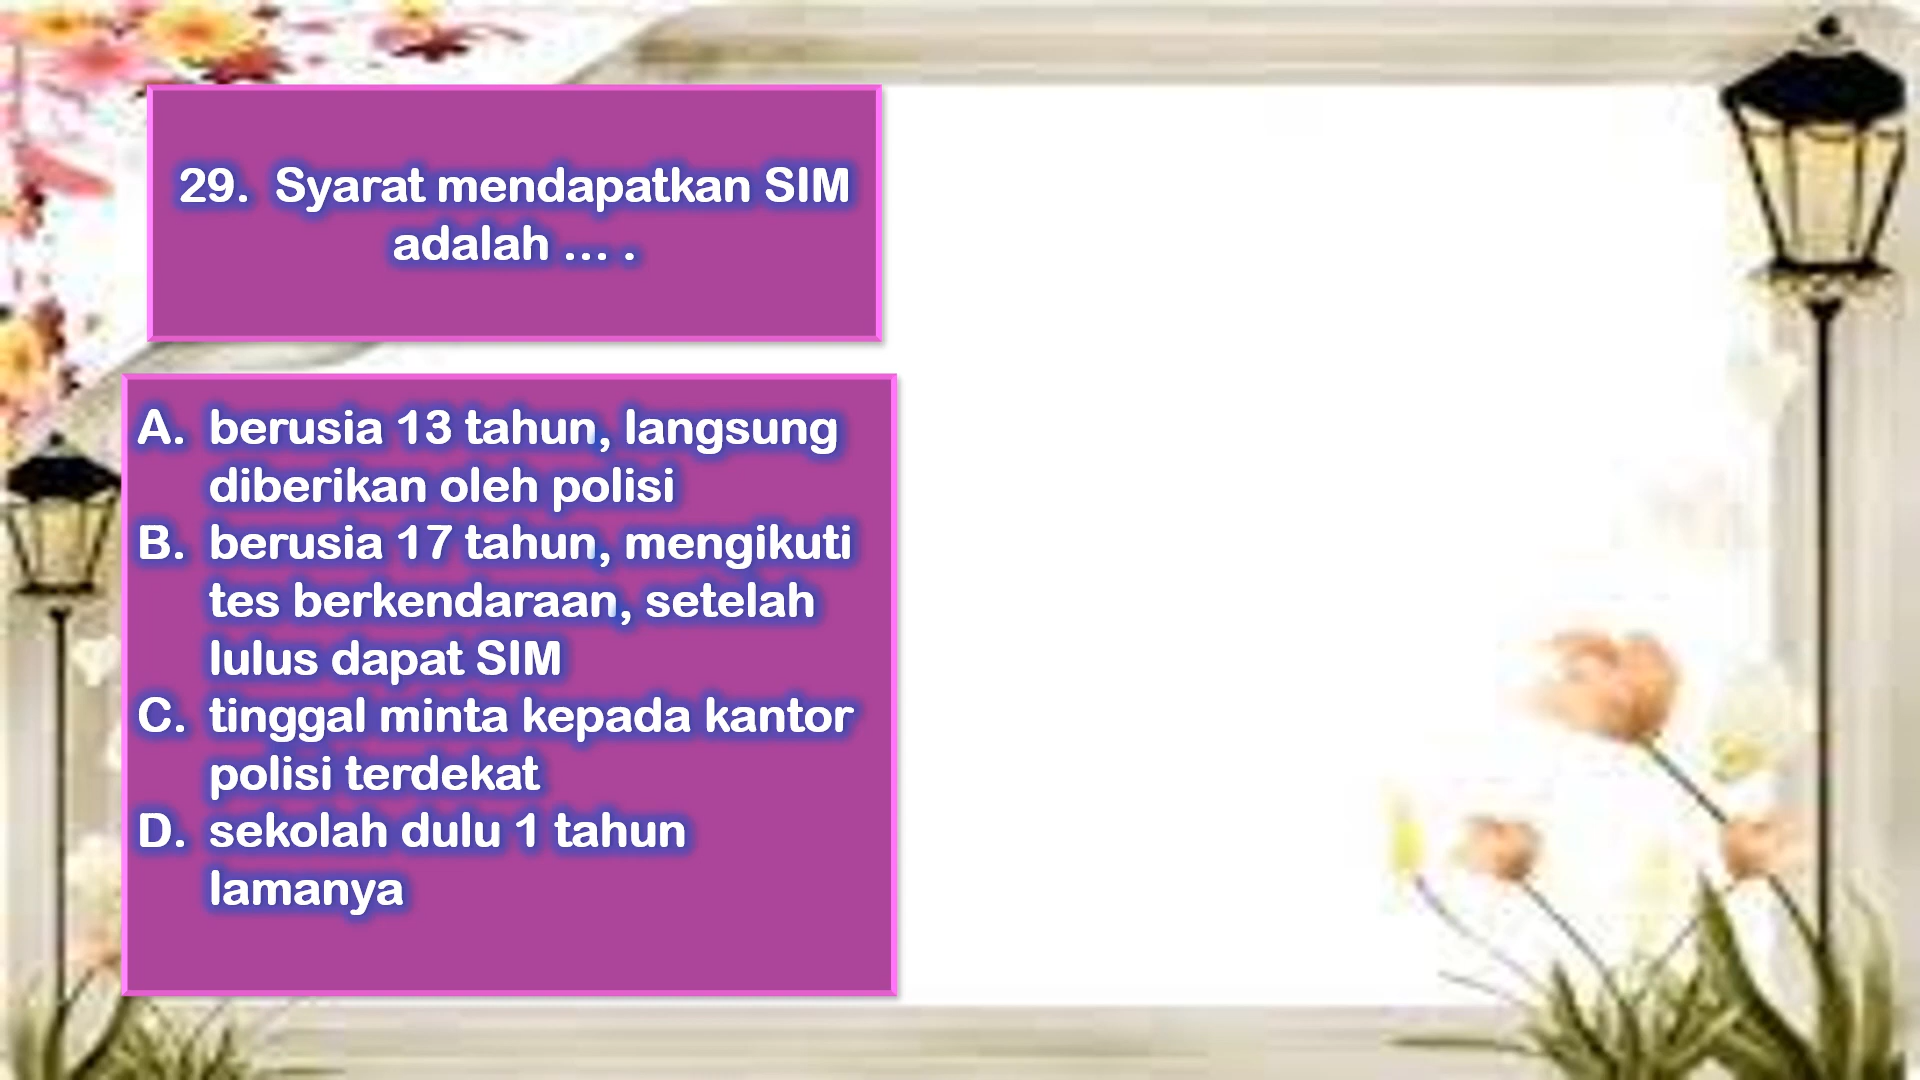 29. Syarat mendapatkan SIM
adalah ... .
A. berusia 13 tahun, langsung
diberikan oleh polisi
B. berusia 17 tahun, mengikuti
tes berkendaraan, setelah
lulus dapat SIM
C. tinggal minta kepada kantor
polisi terdekat
D. sekolah dulu 1 tahun
lamanya